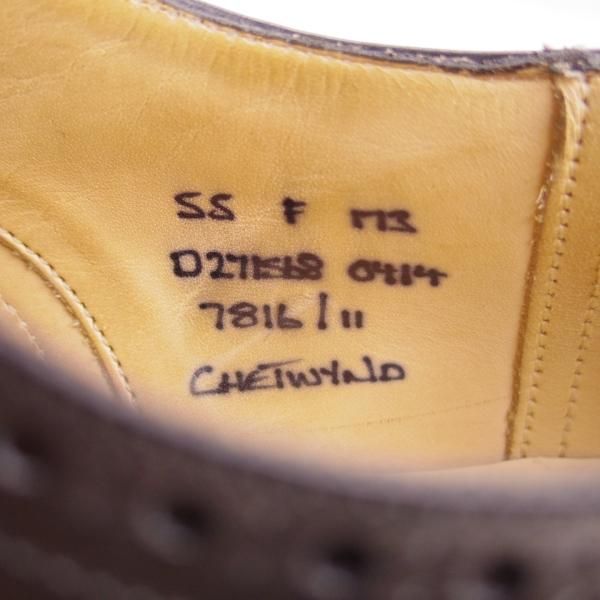 SS F 173
D271568 0414
7816/11
CHETWYND